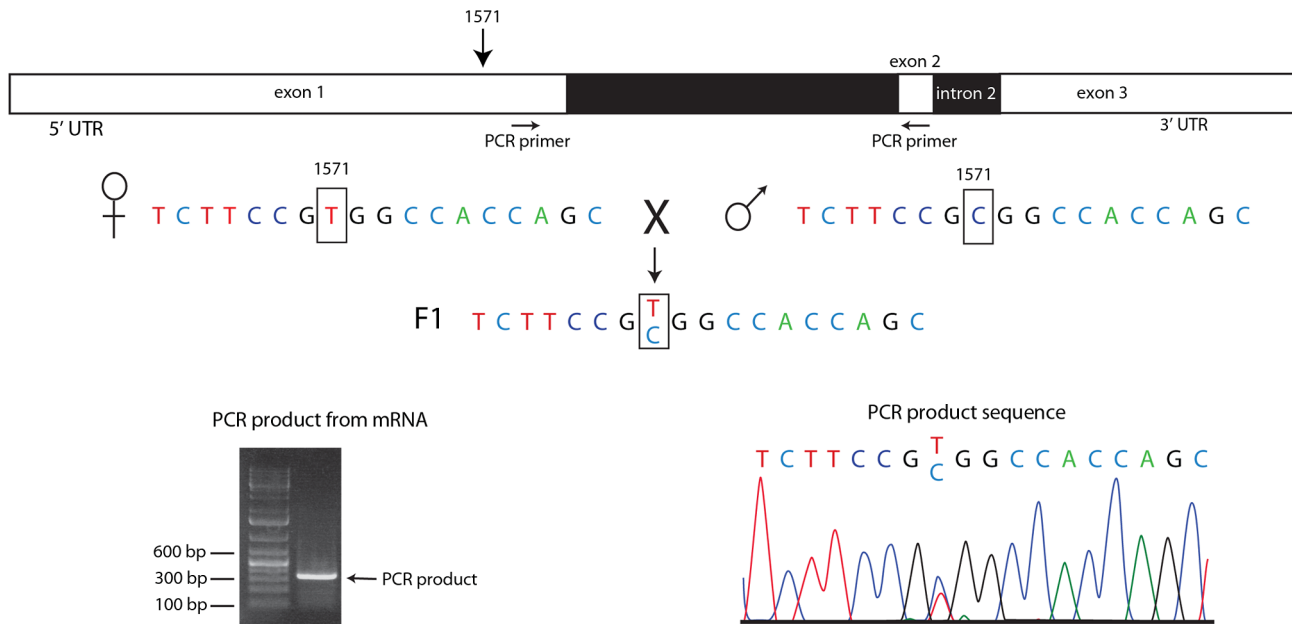 1571
exon 2
exon 1
intron 2
exon 3
5' UTR
PCR primer
PCR primer
3' UTR
1571
1571
T C T T C C G T G G C C A C C A G C
X
T C T T C C G C G G C C A C C A G C
F1
T
T C T T C C G G G C C A C C A G C
C
PCR product from mRNA
PCR product sequence
T
T C T T C C G G G C C A C C A G C
C
600 bp
300 bp
100 bp
PCR product